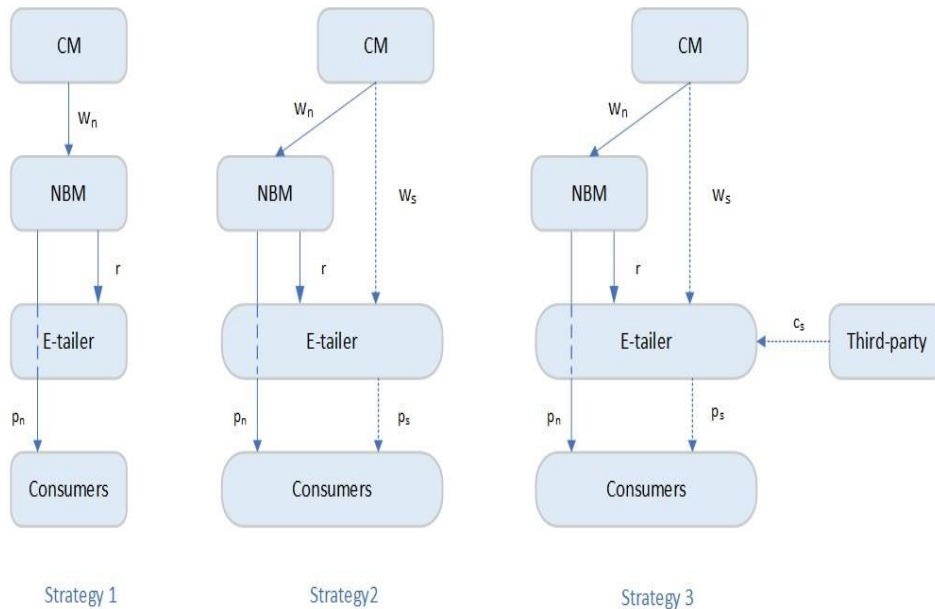 CM
w_n
NBM
r
E-tailer
p_n
Consumers
Strategy 1
CM
w_n
NBM
w_s
r
E-tailer
p_n
p_s
Consumers
Strategy2
CM
w_n
NBM
w_s
r
E-tailer
c_s
Third-party
p_n
p_s
Consumers
Strategy 3